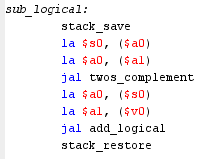 sub_logical:
stack_save
la $s0, ($a0)
la $a0, ($a1)
jal twos_complement
la $a0, ($s0)
la $a1, ($v0)
jal add_logical
stack_restore